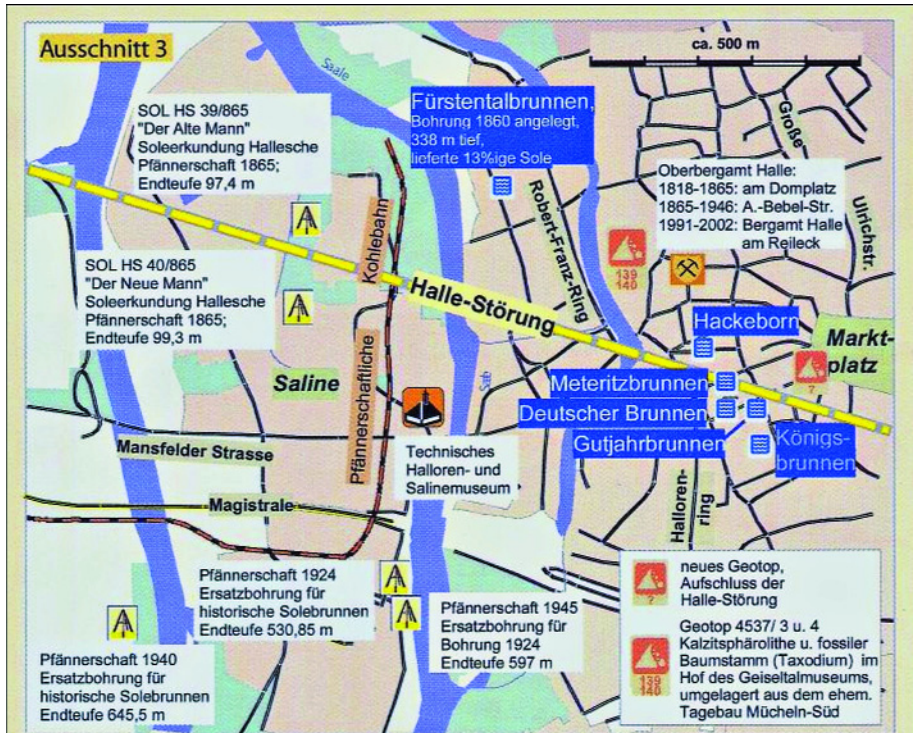 Ausschnitt 3
ca. 500 m
Saale
SOL HS 39/865
"Der Alte Mann"
Soleerkundung Hallesche
Pfännerschaft 1865;
Endteufe 97,4 m
Fürstentalbrunnen,
Bohrung 1860 angelegt,
338 m tief,
lieferte 13%ige Sole
Große
Ulrichstr.
Oberbergamt Halle:
1818-1865: am Domplatz
1865-1946: A.-Bebel-Str.
1991-2002: Bergamt Halle
am Reileck
Robert-Franz-Ring
139
140
SOL HS 40/865
"Der Neue Mann"
Soleerkundung Hallesche
Pfännerschaft 1865;
Endteufe 99,3 m
Pfännerschaftliche
Kohlebahn
Halle-Störung
Hackeborn
Markt-
platz
?
Saline
Meteritzbrunnen
Deutscher Brunnen
Gutjahrbrunnen
Königs-
brunnen
Mansfelder Strasse
Technisches
Halloren- und
Salinemuseum
Halloren-
ring
Magistrale
Pfännerschaft 1924
Ersatzbohrung für
historische Solebrunnen
Endteufe 530,85 m
Pfännerschaft 1945
Ersatzbohrung für
Bohrung 1924
Endteufe 597 m
Pfännerschaft 1940
Ersatzbohrung für
historische Solebrunnen
Endteufe 645,5 m
?
neues Geotop,
Aufschluss der
Halle-Störung
139
140
Geotop 4537/ 3 u. 4
Kalzitsphärolithe u. fossiler
Baumstamm (Taxodium) im
Hof des Geiseltalmuseums,
umgelagert aus dem ehem.
Tagebau Mücheln-Süd